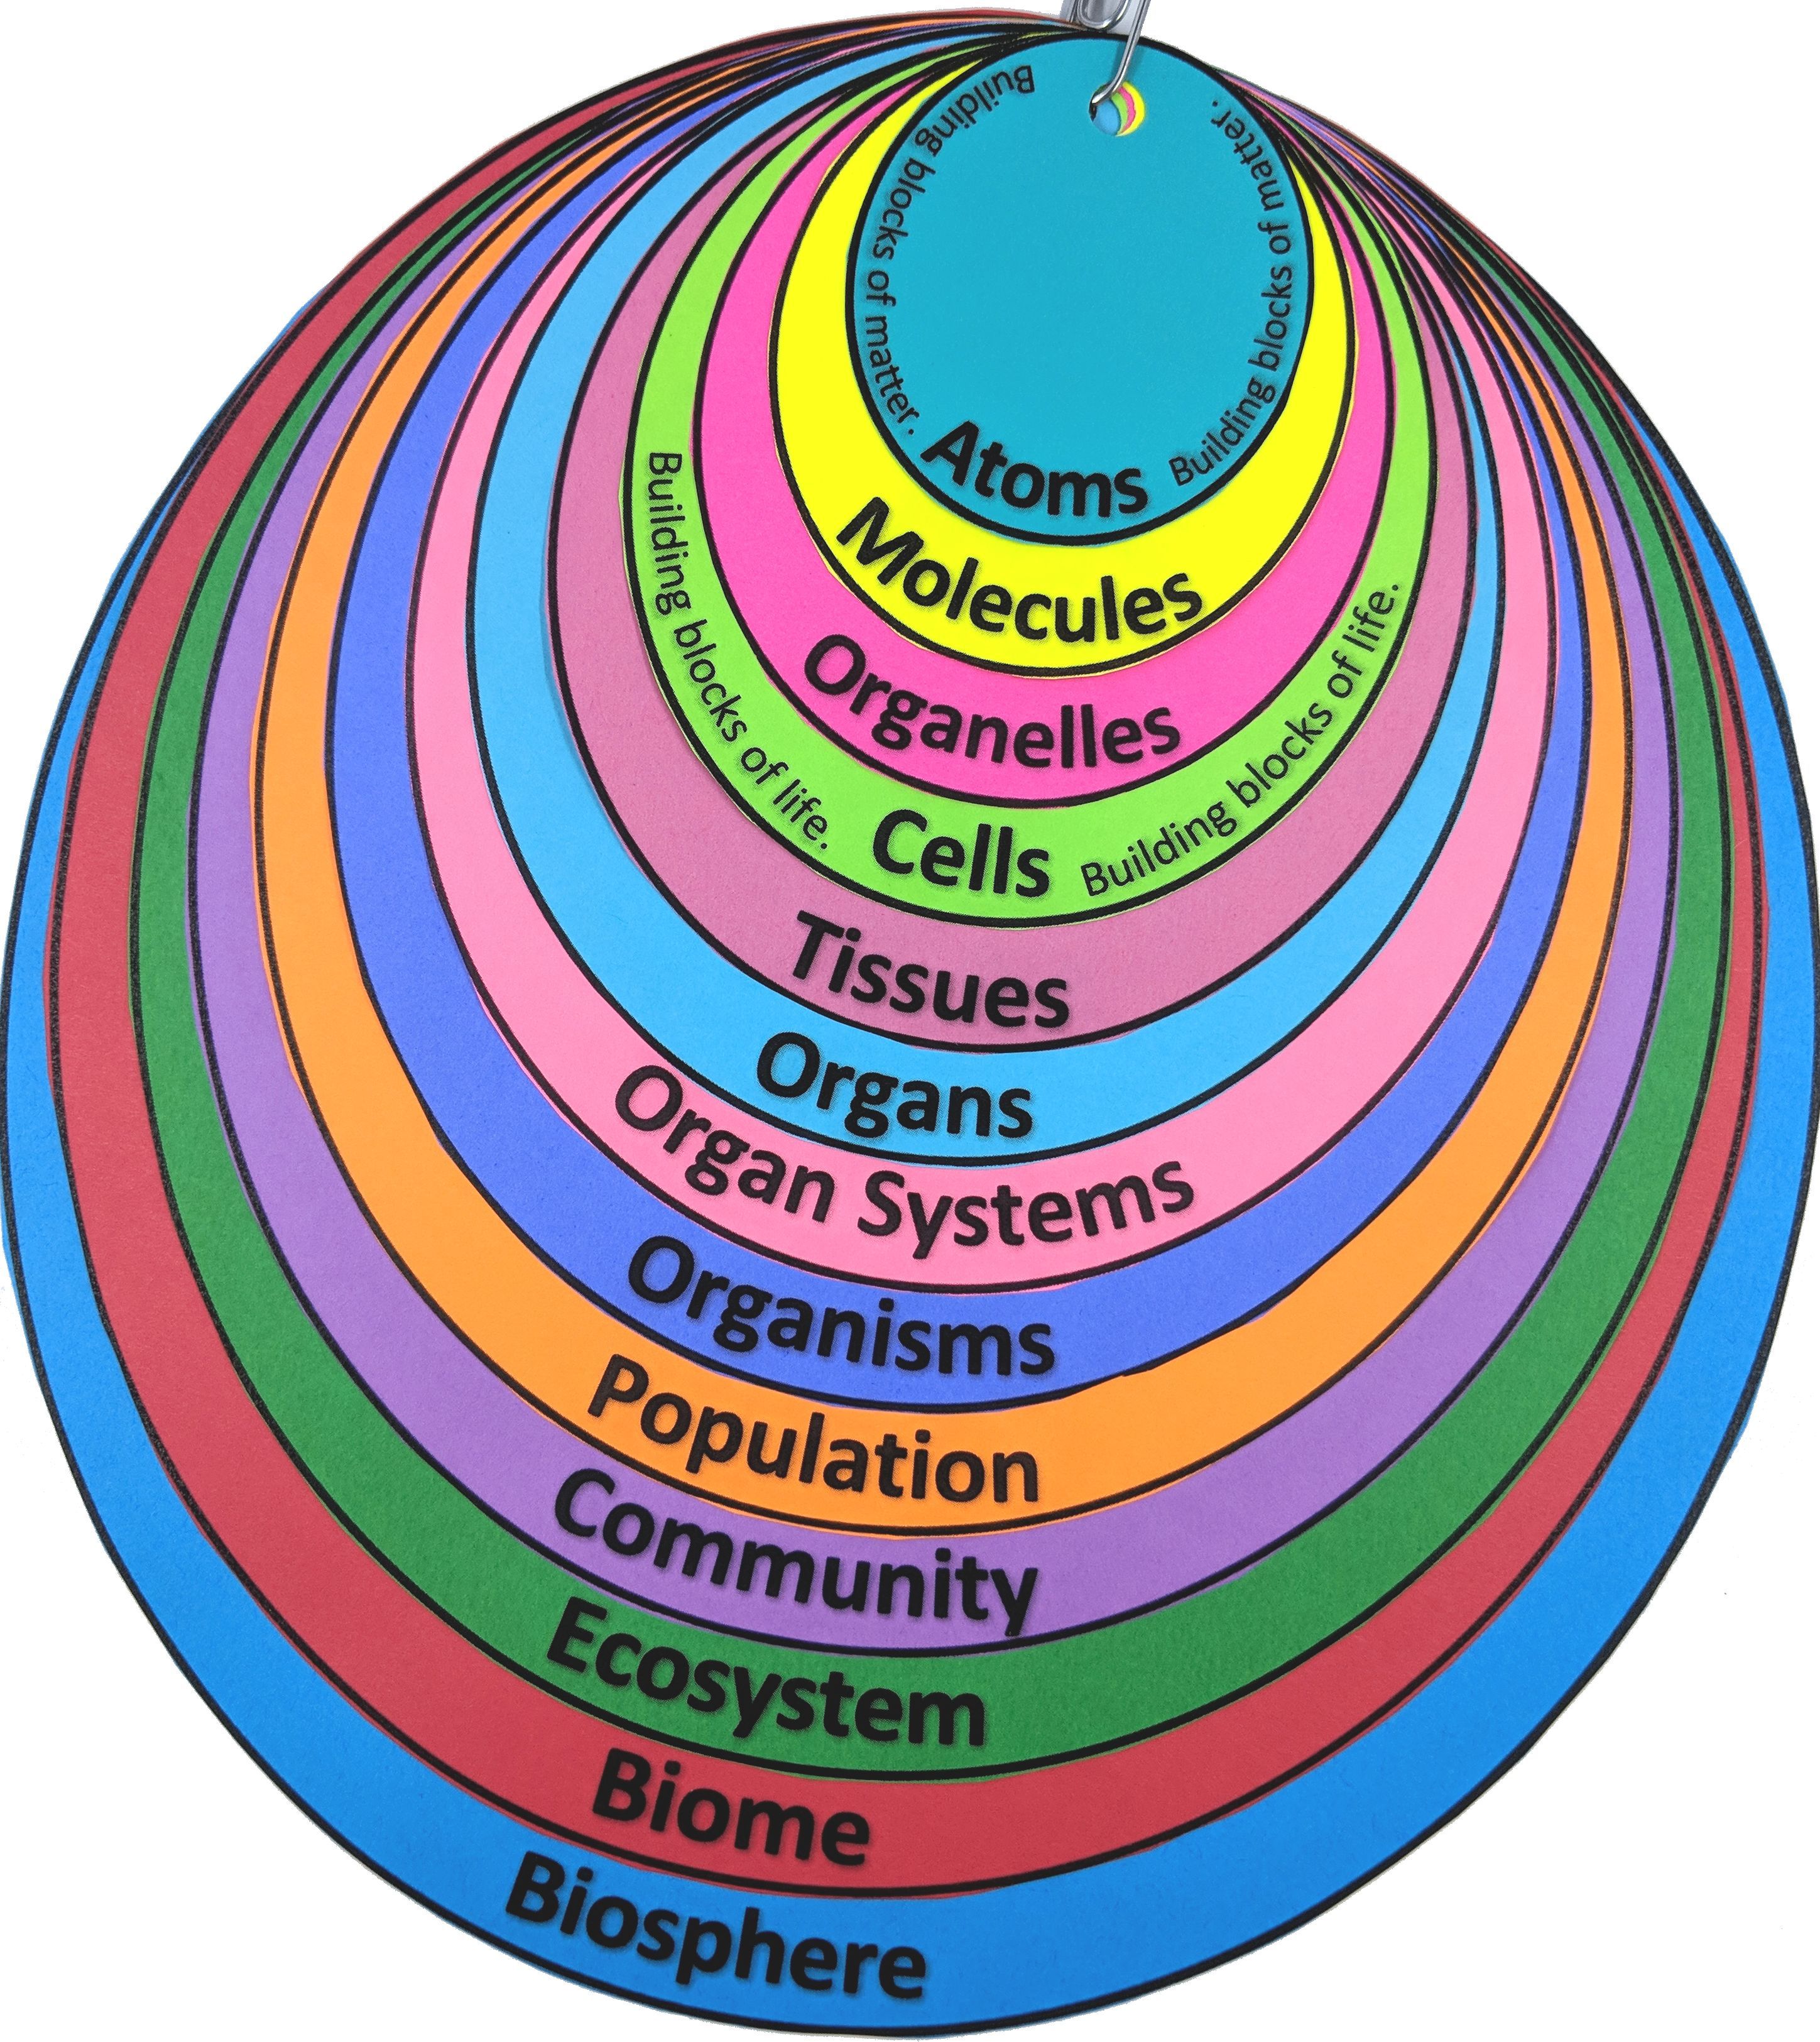 Building blocks of matter.
Atoms
Building blocks of matter.
Molecules
Organelles
Building blocks of life.
Cells
Building blocks of life.
Tissues
Organs
Organ Systems
Organisms
Population
Community
Ecosystem
Biome
Biosphere